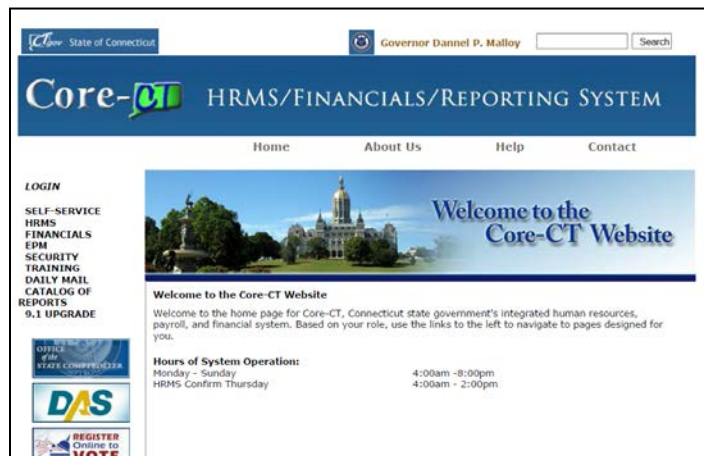 CT.gov State of Connecticut
Governor Dannel P. Malloy
Search
Core-CT HRMS/FINANCIALS/REPORTING SYSTEM
Home About Us Help Contact
LOGIN
SELF-SERVICE
HRMS
FINANCIALS
EPM
SECURITY
TRAINING
DAILY MAIL
CATALOG OF
REPORTS
9.1 UPGRADE
OFFICE
of the
STATE COMPTROLLER
DAS
REGISTER
Online to
VOTE
Welcome to the
Core-CT Website
Welcome to the Core-CT Website
Welcome to the home page for Core-CT, Connecticut state government's integrated human resources,
payroll, and financial system. Based on your role, use the links to the left to navigate to pages designed for
you.
Hours of System Operation:
Monday - Sunday 4:00am -8:00pm
HRMS Confirm Thursday 4:00am - 2:00pm